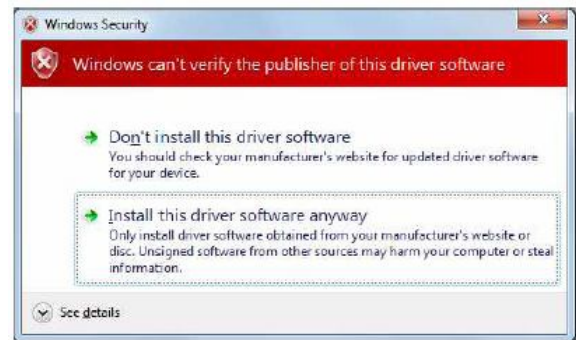 Windows Security
Windows can't verify the publisher of this driver software
Don't install this driver software
You should check your manufacturer's website for updated driver software
for your device.
Install this driver software anyway
Only install driver software obtained from your manufacturer's website or
disc. Unsigned software from other sources may harm your computer or steal
information.
See details